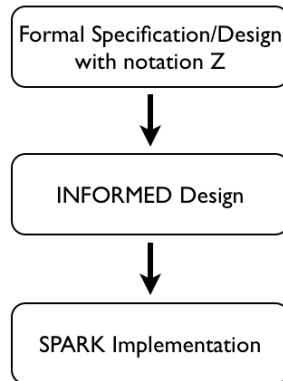 Formal Specification/Design
with notation Z
INFORMED Design
SPARK Implementation